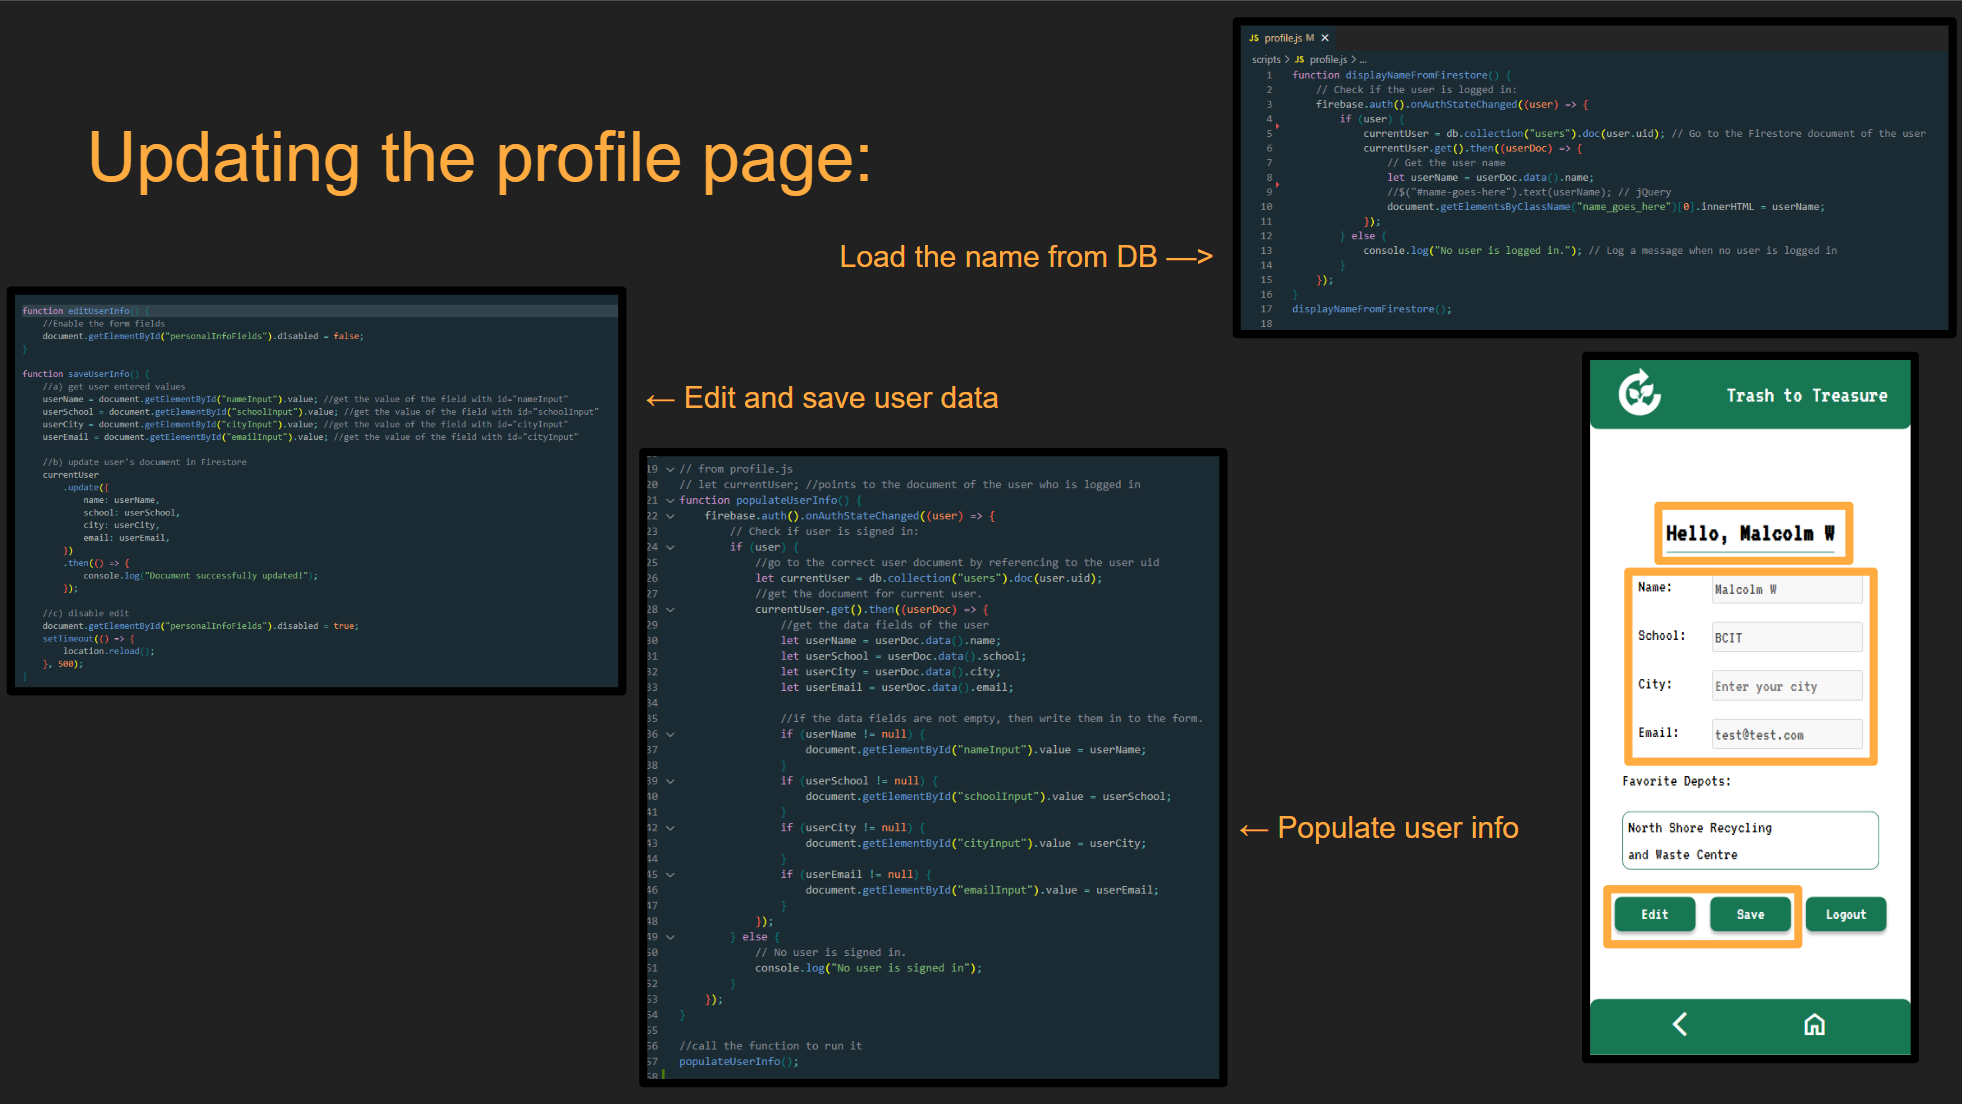 Updating the profile page:
Load the name from DB —>
JS profile.js M ×
scripts > JS profile.js > ...
1 function displayNameFromFirestore() {
2 // Check if the user is logged in:
3 firebase.auth().onAuthStateChanged((user) => {
4 if (user) {
5 currentUser = db.collection("users").doc(user.uid); // Go to the Firestore document of the user
6 currentUser.get().then((userDoc) => {
7 // Get the user name
8 let userName = userDoc.data().name;
9 //$("#name-goes-here").text(userName); // jQuery
10 document.getElementsByClassName("name_goes_here")[0].innerHTML = userName;
11 });
12 } else {
13 console.log("No user is logged in."); // Log a message when no user is logged in
14 }
15 });
16 }
17 displayNameFromFirestore();
18
function editUserInfo() {
//Enable the form fields
document.getElementById("personalInfoFields").disabled = false;
}
function saveUserInfo() {
//a) get user entered values
userName = document.getElementById("nameInput").value; //get the value of the field with id="nameInput"
userSchool = document.getElementById("schoolInput").value; //get the value of the field with id="schoolInput"
userCity = document.getElementById("cityInput").value; //get the value of the field with id="cityInput"
userEmail = document.getElementById("emailInput").value; //get the value of the field with id="cityInput"
//b) update user's document in Firestore
currentUser
.update({
name: userName,
school: userSchool,
city: userCity,
email: userEmail,
})
.then(() => {
console.log("Document successfully updated!");
});
//c) disable edit
document.getElementById("personalInfoFields").disabled = true;
setTimeout(() => {
location.reload();
}, 500);
}
← Edit and save user data
19 // from profile.js
20 // let currentUser; //points to the document of the user who is logged in
21 function populateUserInfo() {
22 firebase.auth().onAuthStateChanged((user) => {
23 // Check if user is signed in:
24 if (user) {
25 //go to the correct user document by referencing to the user uid
26 let currentUser = db.collection("users").doc(user.uid);
27 //get the document for current user.
28 currentUser.get().then((userDoc) => {
29 //get the data fields of the user
30 let userName = userDoc.data().name;
31 let userSchool = userDoc.data().school;
32 let userCity = userDoc.data().city;
33 let userEmail = userDoc.data().email;
34
35 //if the data fields are not empty, then write them in to the form.
36 if (userName != null) {
37 document.getElementById("nameInput").value = userName;
38 }
39 if (userSchool != null) {
40 document.getElementById("schoolInput").value = userSchool;
41 }
42 if (userCity != null) {
43 document.getElementById("cityInput").value = userCity;
44 }
45 if (userEmail != null) {
46 document.getElementById("emailInput").value = userEmail;
47 }
48 });
49 } else {
50 // No user is signed in.
51 console.log("No user is signed in");
52 }
53 });
54 }
55
56 //call the function to run it
57 populateUserInfo();
58
← Populate user info
Trash to Treasure
Hello, Malcolm W
Name: Malcolm W
School: BCIT
City: Enter your city
Email: test@test.com
Favorite Depots:
North Shore Recycling
and Waste Centre
Edit Save Logout